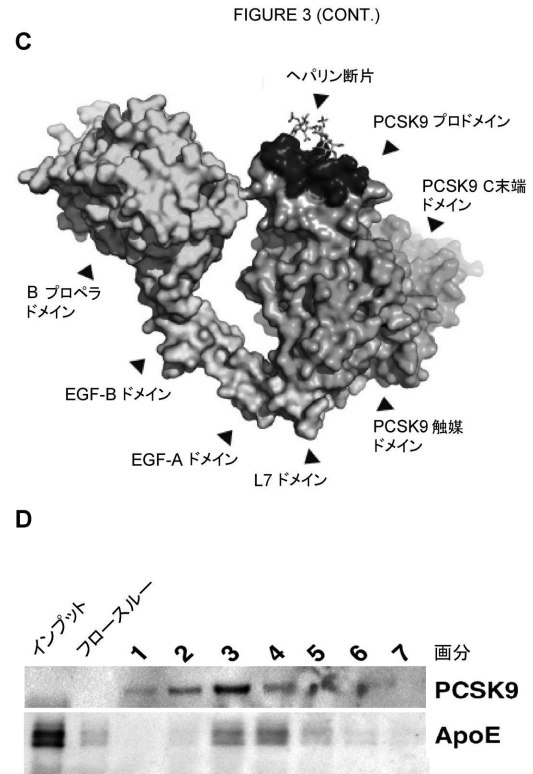 FIGURE 3 (CONT.)
C
ヘパリン断片
PCSK9 プロドメイン
PCSK9 C末端
ドメイン
B プロペラ
ドメイン
EGF-B ドメイン
EGF-A ドメイン
L7 ドメイン
PCSK9 触媒
ドメイン
D
インプット フロースルー 1 2 3 4 5 6 7 画分
PCSK9
ApoE